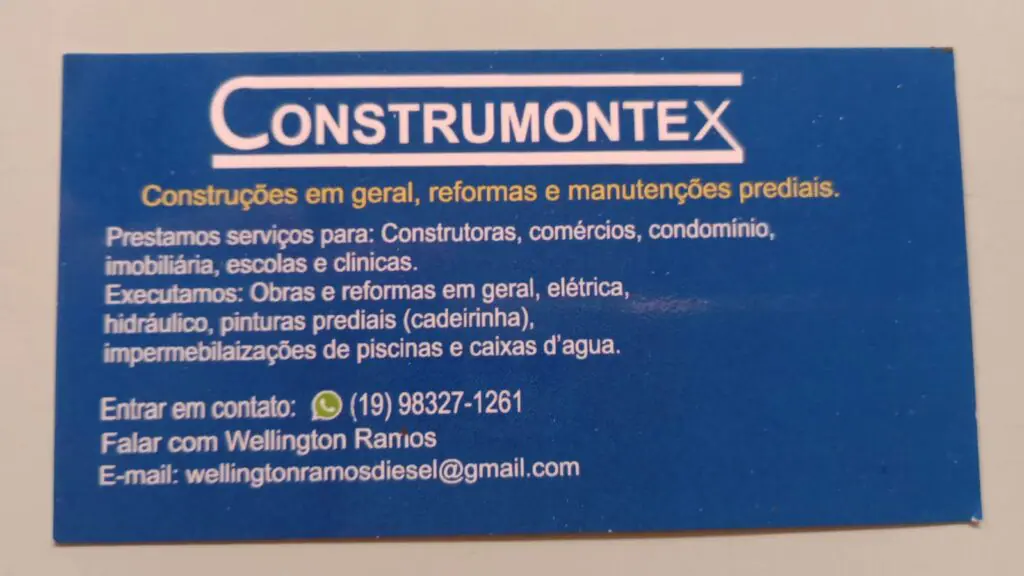 CONSTRUMONTEX
Construções em geral, reformas e manutenções prediais.
Prestamos serviços para: Construtoras, comércios, condomínio,
imobiliária, escolas e clinicas.
Executamos: Obras e reformas em geral, elétrica,
hidráulico, pinturas prediais (cadeirinha),
impermebilaizações de piscinas e caixas d'agua.
Entrar em contato: (19) 98327-1261
Falar com Wellington Ramos
E-mail: wellingtonramosdiesel@gmail.com